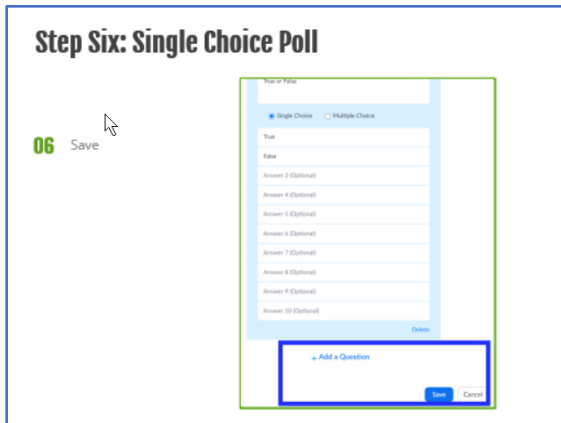 Step Six: Single Choice Poll
06 Save
True or False
Single Choice Multiple Choice
True
False
Answer 3 (Optional)
Answer 4 (Optional)
Answer 5 (Optional)
Answer 6 (Optional)
Answer 7 (Optional)
Answer 8 (Optional)
Answer 9 (Optional)
Answer 10 (Optional)
Delete
+ Add a Question
Save Cancel